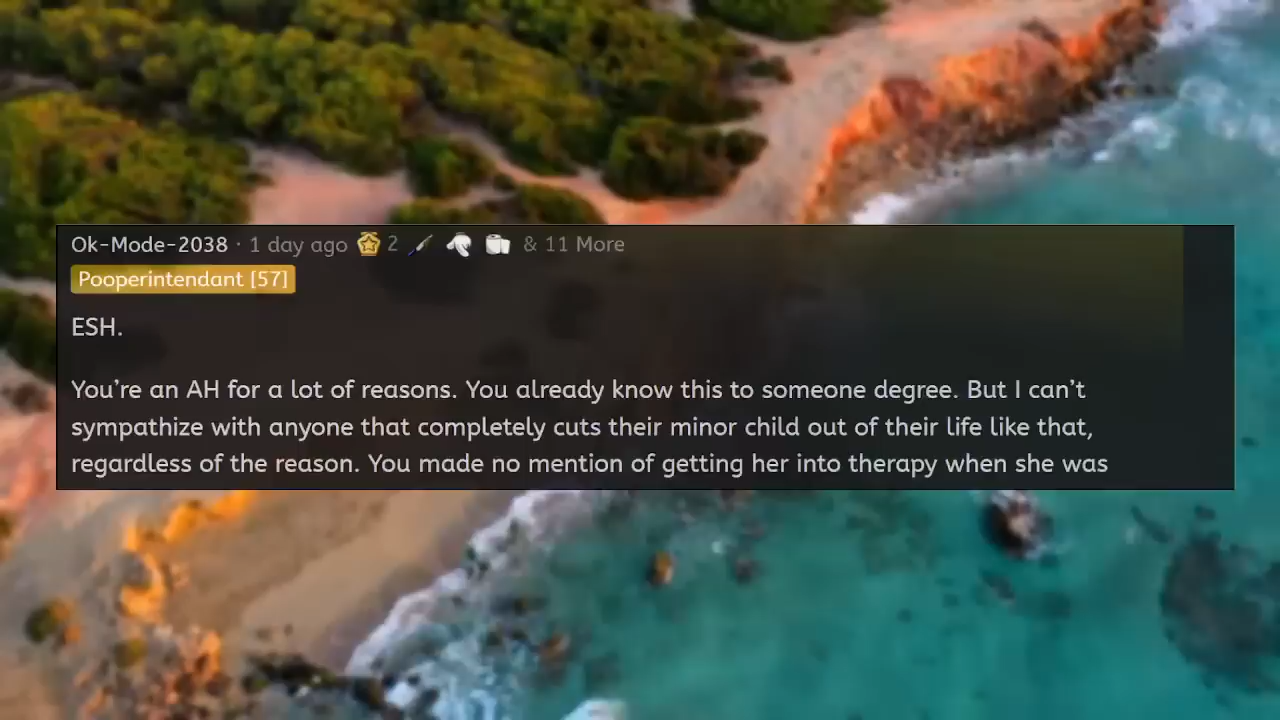 Ok-Mode-2038 · 1 day ago 2 & 11 More
Pooperintendant [57]
ESH.
You're an AH for a lot of reasons. You already know this to someone degree. But I can't
sympathize with anyone that completely cuts their minor child out of their life like that,
regardless of the reason. You made no mention of getting her into therapy when she was